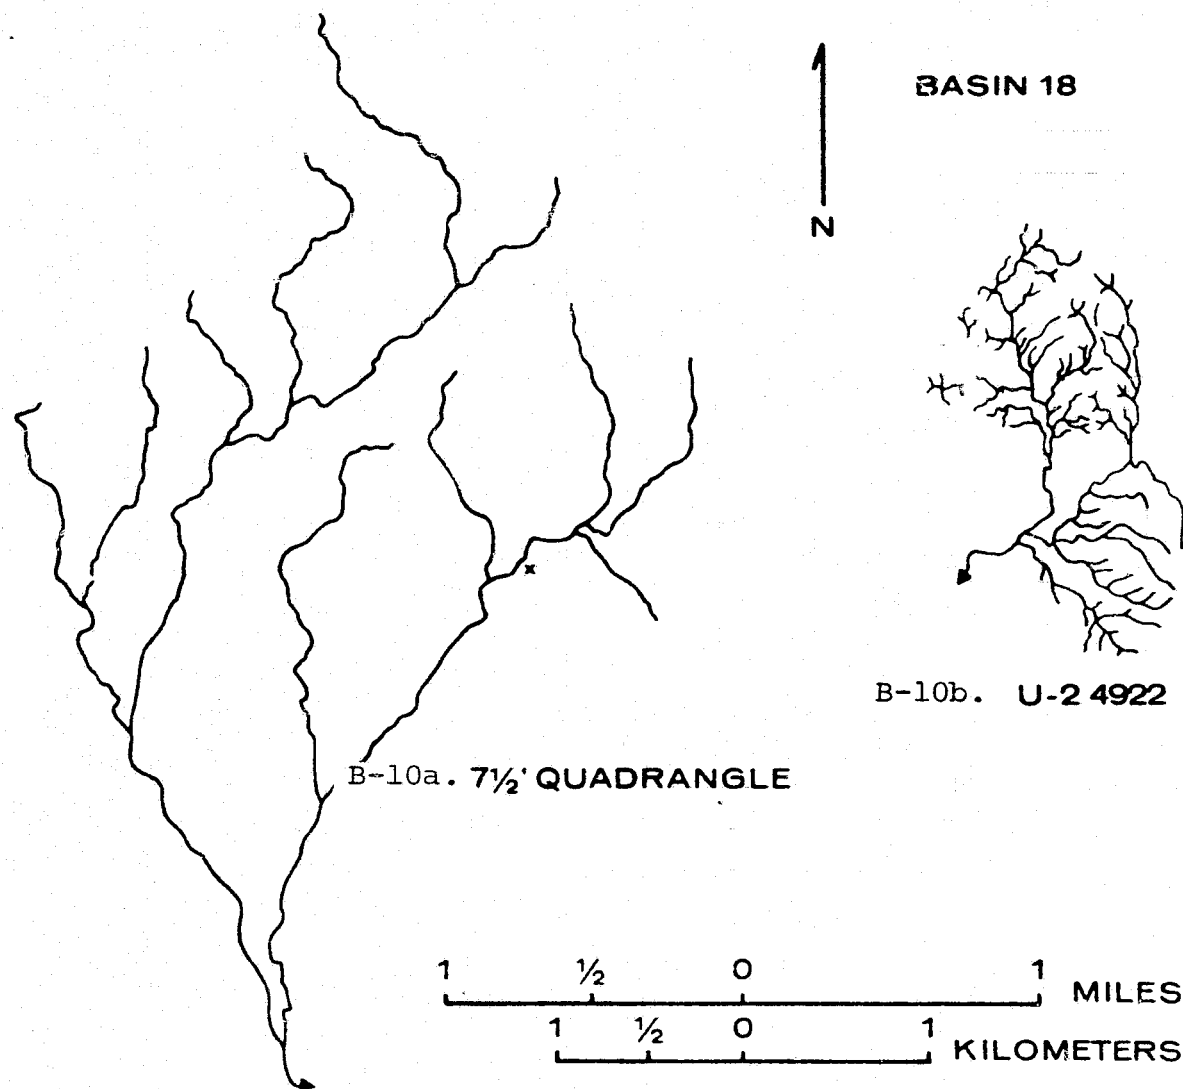 BASIN 18
N
B-10b. U-2 4922
B-10a. 7½' QUADRANGLE
x
1 ½ 0 1 MILES
1 ½ 0 1 KILOMETERS